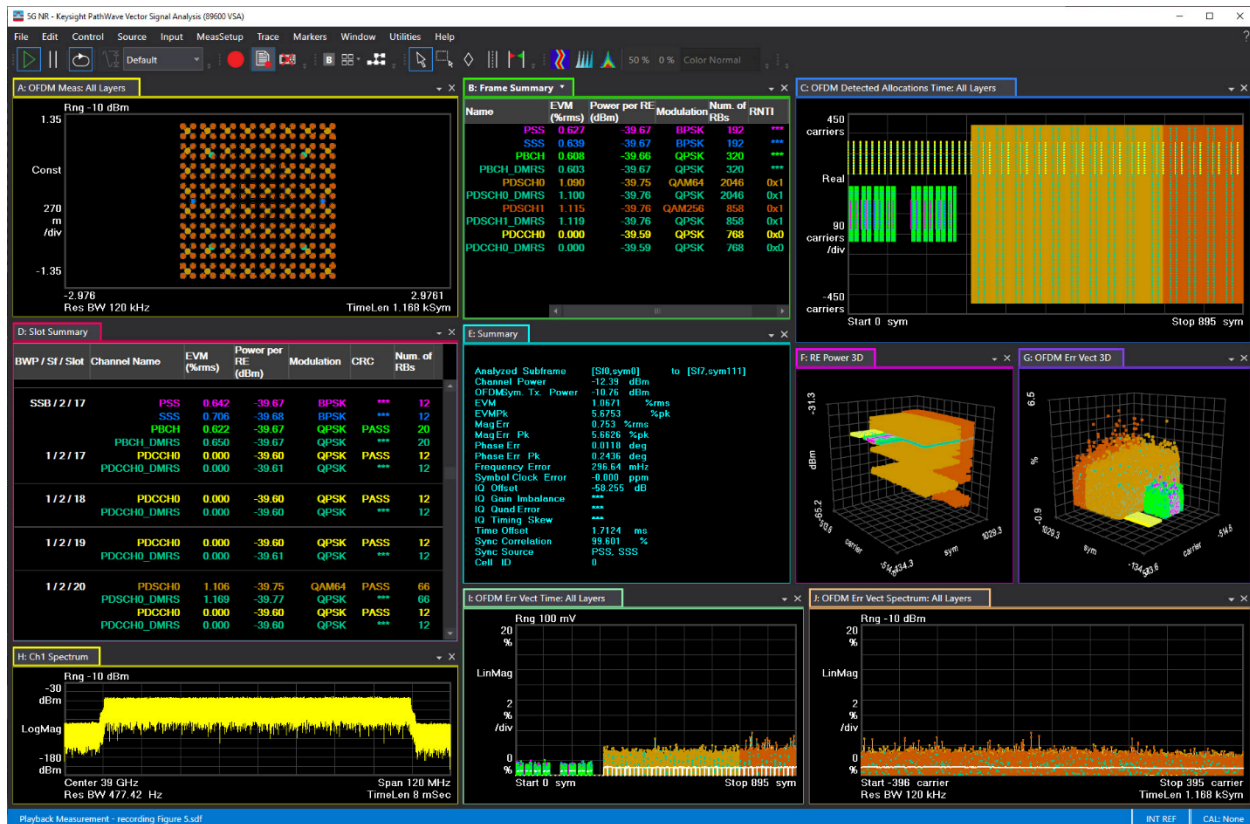 5G NR - Keysight PathWave Vector Signal Analysis (89600 VSA)
File Edit Control Source Input MeasSetup Trace Markers Window Utilities Help
Default B 50 % 0 % Color Normal
A: OFDM Meas: All Layers
Rng -10 dBm
1.35
Const
270
m
/div
-1.35
-2.976 2.9761
Res BW 120 kHz TimeLen 1.168 kSym
B: Frame Summary
Name EVM (%rms) Power per RE (dBm) Modulation Num. of RBs RNTI
PSS 0.627 -39.67 BPSK 192 ***
SSS 0.639 -39.67 BPSK 192 ***
PBCH 0.608 -39.66 QPSK 320 ***
PBCH_DMRS 0.603 -39.67 QPSK 320 ***
PDSCH0 1.090 -39.75 QAM64 2046 0x1
PDSCH0_DMRS 1.100 -39.76 QPSK 2046 0x1
PDSCH1 1.115 -39.76 QAM256 858 0x1
PDSCH1_DMRS 1.119 -39.76 QPSK 858 0x1
PDCCH0 0.000 -39.59 QPSK 768 0x0
PDCCH0_DMRS 0.000 -39.59 QPSK 768 0x0
C: OFDM Detected Allocations Time: All Layers
450
carriers
Real
90
carriers
/div
-450
carriers
Start 0 sym Stop 895 sym
D: Slot Summary
BWP / Sf / Slot Channel Name EVM (%rms) Power per RE (dBm) Modulation CRC Num. of RBs
SSB / 2 / 17 PSS 0.642 -39.67 BPSK *** 12
SSS 0.706 -39.68 BPSK *** 12
PBCH 0.622 -39.67 QPSK PASS 20
PBCH_DMRS 0.650 -39.67 QPSK *** 20
1 / 2 / 17 PDCCH0 0.000 -39.60 QPSK PASS 12
PDCCH0_DMRS 0.000 -39.61 QPSK *** 12
1 / 2 / 18 PDCCH0 0.000 -39.60 QPSK PASS 12
PDCCH0_DMRS 0.000 -39.60 QPSK *** 12
1 / 2 / 19 PDCCH0 0.000 -39.60 QPSK PASS 12
PDCCH0_DMRS 0.000 -39.61 QPSK *** 12
1 / 2 / 20 PDSCH0 1.106 -39.75 QAM64 PASS 66
PDSCH0_DMRS 1.169 -39.77 QPSK *** 66
PDCCH0 0.000 -39.60 QPSK PASS 12
PDCCH0_DMRS 0.000 -39.61 QPSK *** 12
E: Summary
Analyzed Subframe [Sf0,sym0] to [Sf7,sym111]
Channel Power -12.39 dBm
OFDMSym. Tx. Power -10.76 dBm
EVM 1.0671 %rms
EVMPk 5.6753 %pk
MagErr 0.753 %rms
MagErr Pk 5.6626 %pk
Phase Err 0.0118 deg
Phase Err Pk 0.2436 deg
Frequency Error 296.64 mHz
Symbol Clock Error -0.000 ppm
IQ Offset -58.255 dB
IQ Gain Imbalance ***
IQ Quad Error ***
IQ Timing Skew ***
Time Offset 1.7124 ms
Sync Correlation 99.601 %
Sync Source PSS, SSS
Cell ID 0
F: RE Power 3D
-31.3
dBm
-65.2
carrier
sym
1029.3
G: OFDM Err Vect 3D
6.5
%
-0.9
1029.3
sym
carrier
-514.6
H: Ch1 Spectrum
Rng -10 dBm
-30
dBm
LogMag
-180
dBm
Center 39 GHz Span 120 MHz
Res BW 477.42 Hz TimeLen 8 mSec
I: OFDM Err Vect Time: All Layers
Rng 100 mV
20
%
LinMag
2
%
/div
0
%
Start 0 sym Stop 895 sym
J: OFDM Err Vect Spectrum: All Layers
Rng -10 dBm
20
%
LinMag
2
%
/div
0
%
Start -396 carrier Stop 395 carrier
Res BW 120 kHz TimeLen 1.168 kSym
Playback Measurement - recording Figure 5.sdf INT REF CAL: None